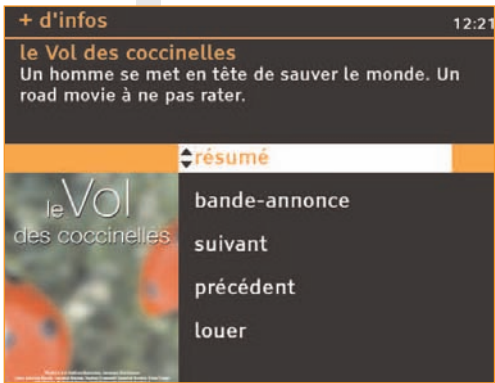 + d'infos
12:21
le Vol des coccinelles
Un homme se met en tête de sauver le monde. Un
road movie à ne pas rater.
résumé
le Vol
des coccinelles
bande-annonce
suivant
précédent
louer